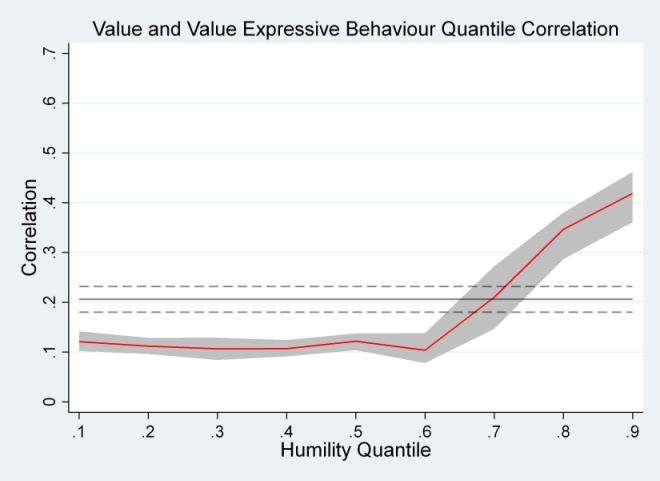 Value and Value Expressive Behaviour Quantile Correlation
Correlation
.7
.6
.5
.4
.3
.2
.1
0
.1 .2 .3 .4 .5 .6 .7 .8 .9
Humility Quantile